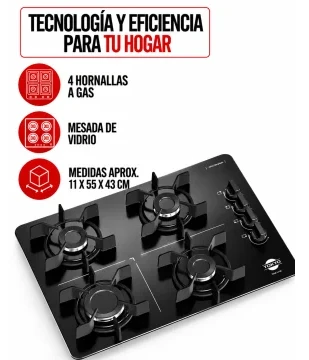 TECNOLOGÍA Y EFICIENCIA
PARA TU HOGAR
4 HORNALLAS
A GAS
MESADA DE
VIDRIO
MEDIDAS APROX.
11 X 55 X 43 CM